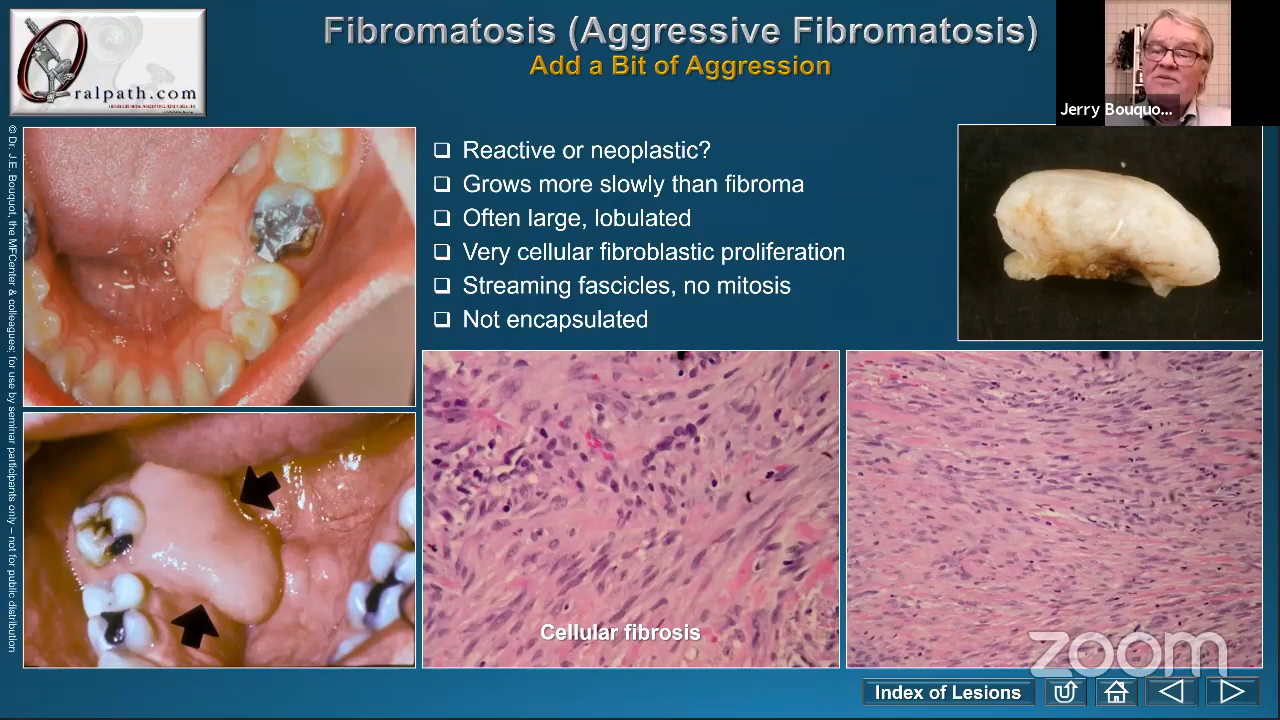 Fibromatosis (Aggressive Fibromatosis)
Add a Bit of Aggression
Oralpath.com
Jerry Bouquo...
© Dr. J.E. Bouquot, the MFCenter & colleagues; for use by seminar participants only – not for public distribution
❑ Reactive or neoplastic?
❑ Grows more slowly than fibroma
❑ Often large, lobulated
❑ Very cellular fibroblastic proliferation
❑ Streaming fascicles, no mitosis
❑ Not encapsulated
Cellular fibrosis
zoom
Index of Lesions